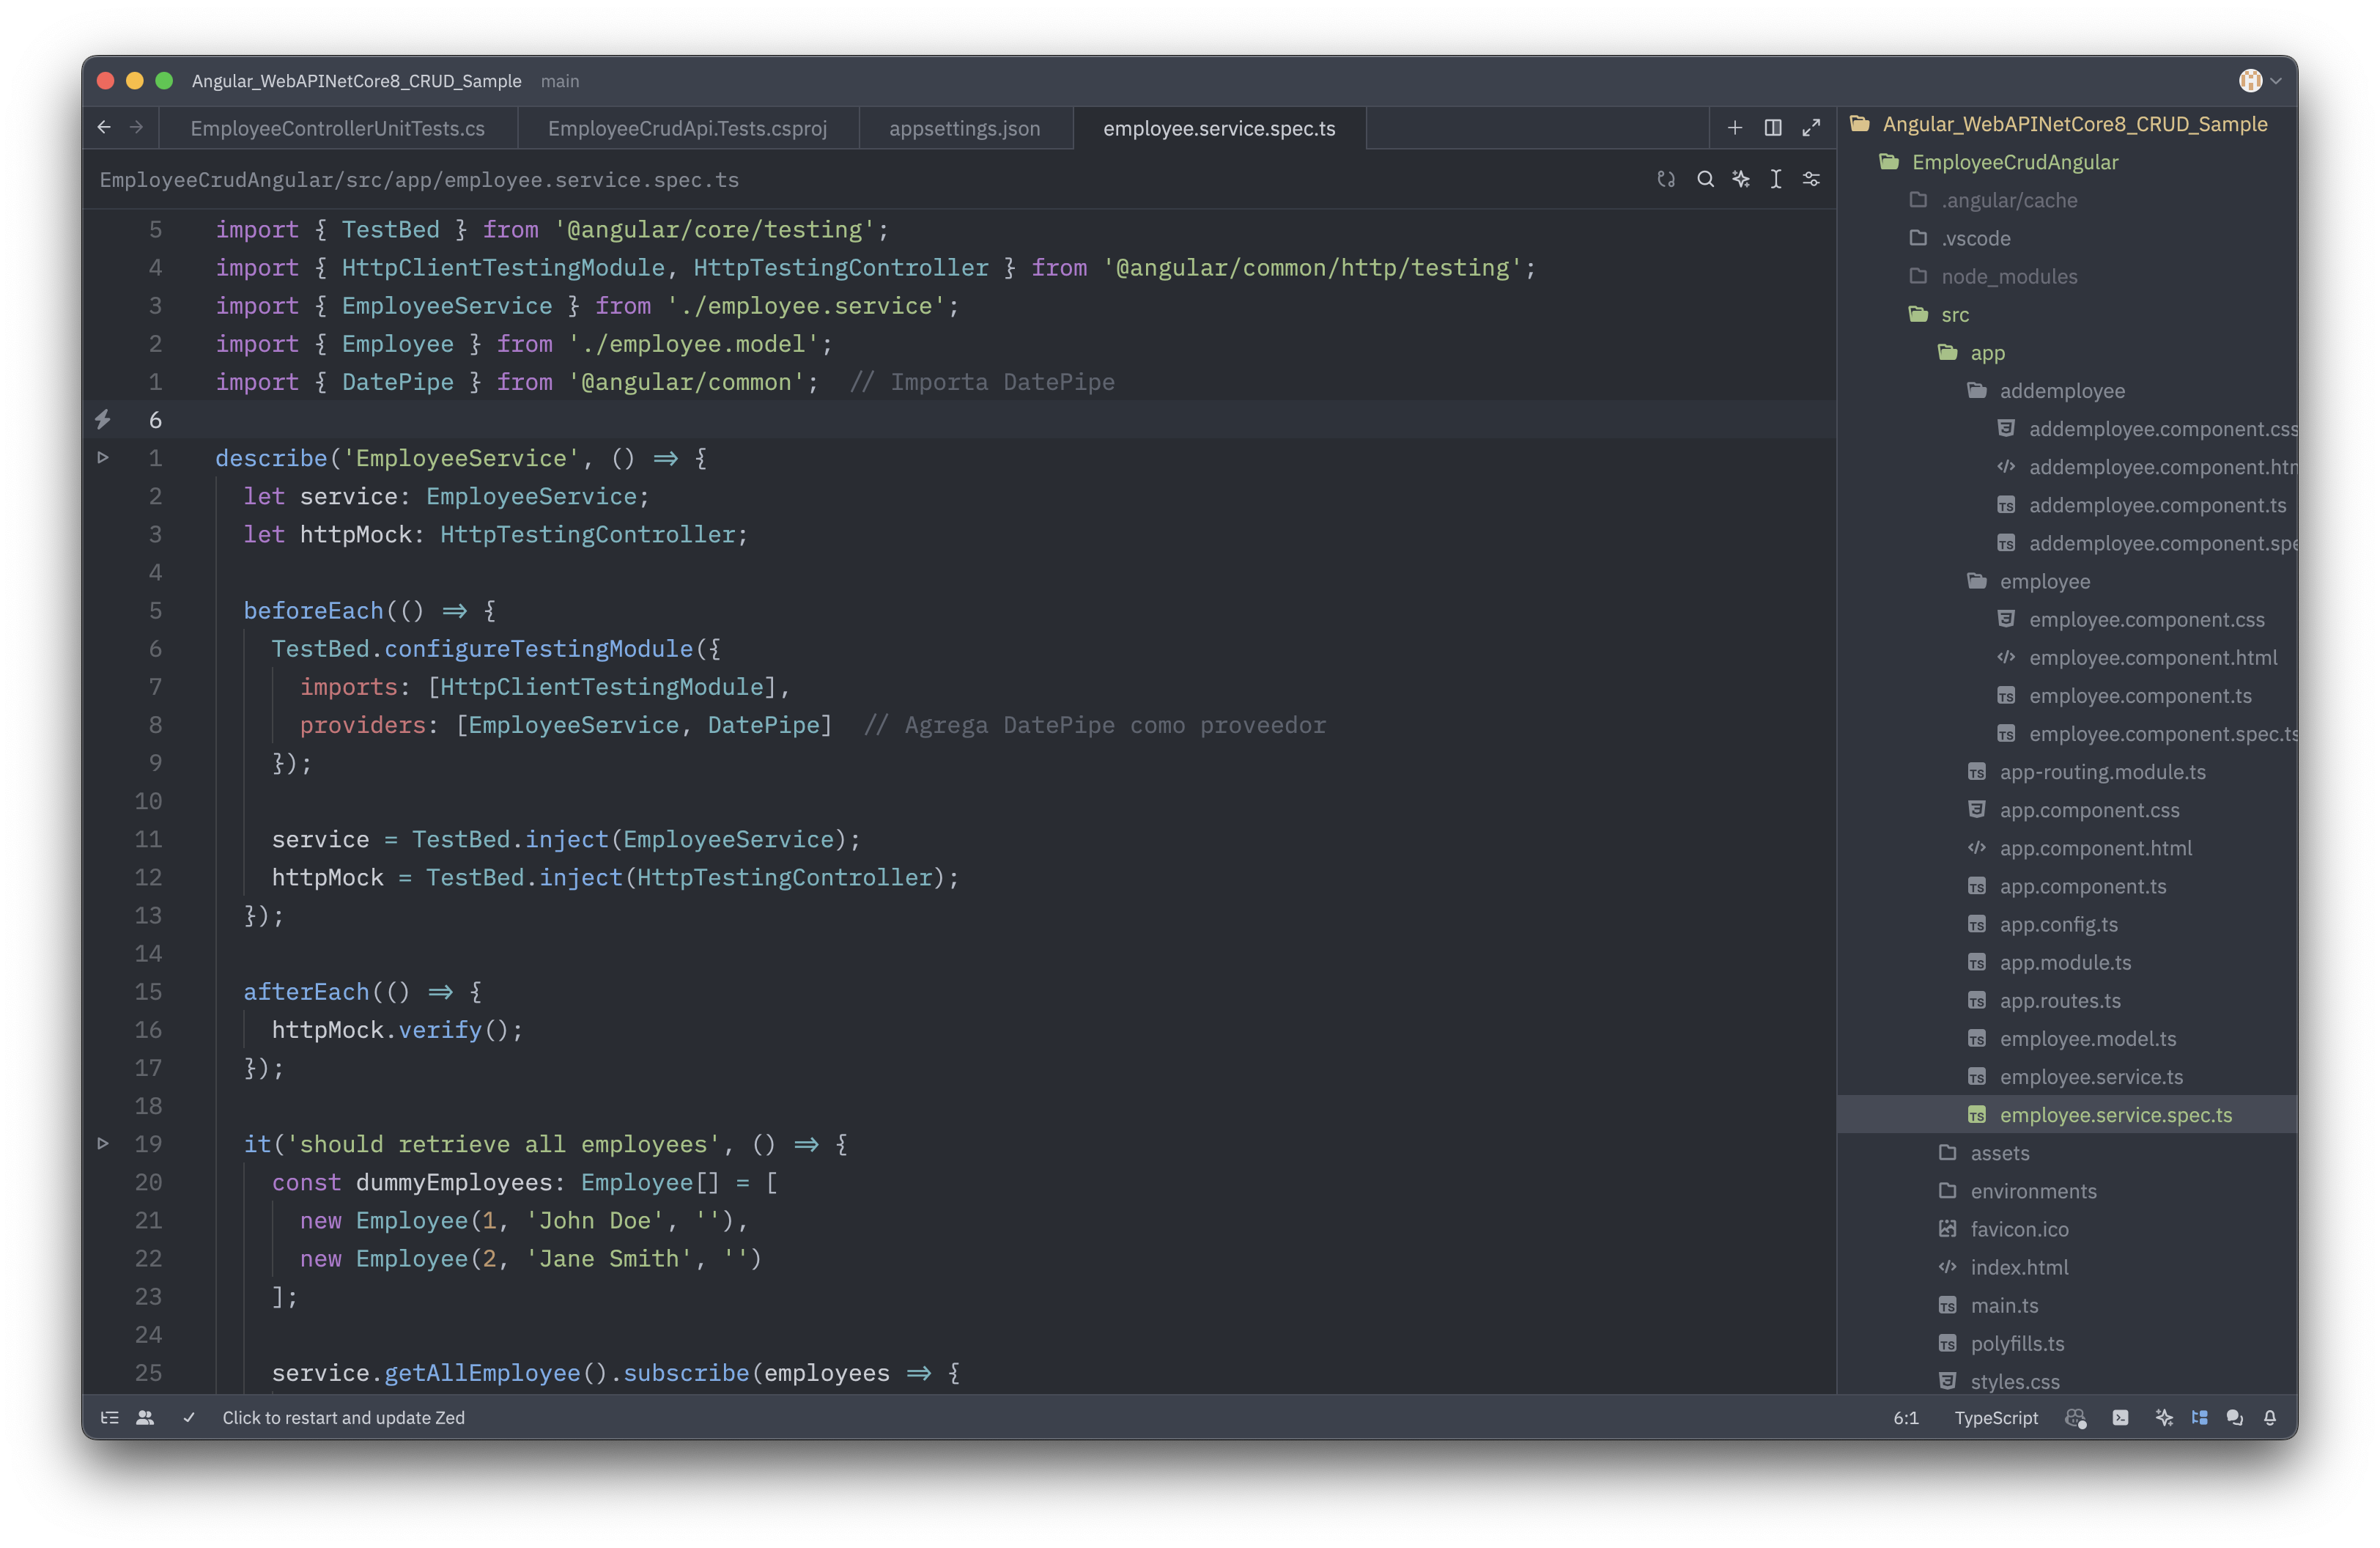 Angular_WebAPINetCore8_CRUD_Sample main
EmployeeControllerUnitTests.cs EmployeeCrudApi.Tests.csproj appsettings.json employee.service.spec.ts
EmployeeCrudAngular/src/app/employee.service.spec.ts
5 import { TestBed } from '@angular/core/testing';
4 import { HttpClientTestingModule, HttpTestingController } from '@angular/common/http/testing';
3 import { EmployeeService } from './employee.service';
2 import { Employee } from './employee.model';
1 import { DatePipe } from '@angular/common';  // Importa DatePipe
6
1 describe('EmployeeService', () => {
2   let service: EmployeeService;
3   let httpMock: HttpTestingController;
4
5   beforeEach(() => {
6     TestBed.configureTestingModule({
7       imports: [HttpClientTestingModule],
8       providers: [EmployeeService, DatePipe]  // Agrega DatePipe como proveedor
9     });
10
11     service = TestBed.inject(EmployeeService);
12     httpMock = TestBed.inject(HttpTestingController);
13   });
14
15   afterEach(() => {
16     httpMock.verify();
17   });
18
19   it('should retrieve all employees', () => {
20     const dummyEmployees: Employee[] = [
21       new Employee(1, 'John Doe', ''),
22       new Employee(2, 'Jane Smith', '')
23     ];
24
25     service.getAllEmployee().subscribe(employees => {
Angular_WebAPINetCore8_CRUD_Sample
EmployeeCrudAngular
.angular/cache
.vscode
node_modules
src
app
addemployee
addemployee.component.css
addemployee.component.htm
addemployee.component.ts
addemployee.component.spe
employee
employee.component.css
employee.component.html
employee.component.ts
employee.component.spec.ts
app-routing.module.ts
app.component.css
app.component.html
app.component.ts
app.config.ts
app.module.ts
app.routes.ts
employee.model.ts
employee.service.ts
employee.service.spec.ts
assets
environments
favicon.ico
index.html
main.ts
polyfills.ts
styles.css
Click to restart and update Zed 6:1 TypeScript